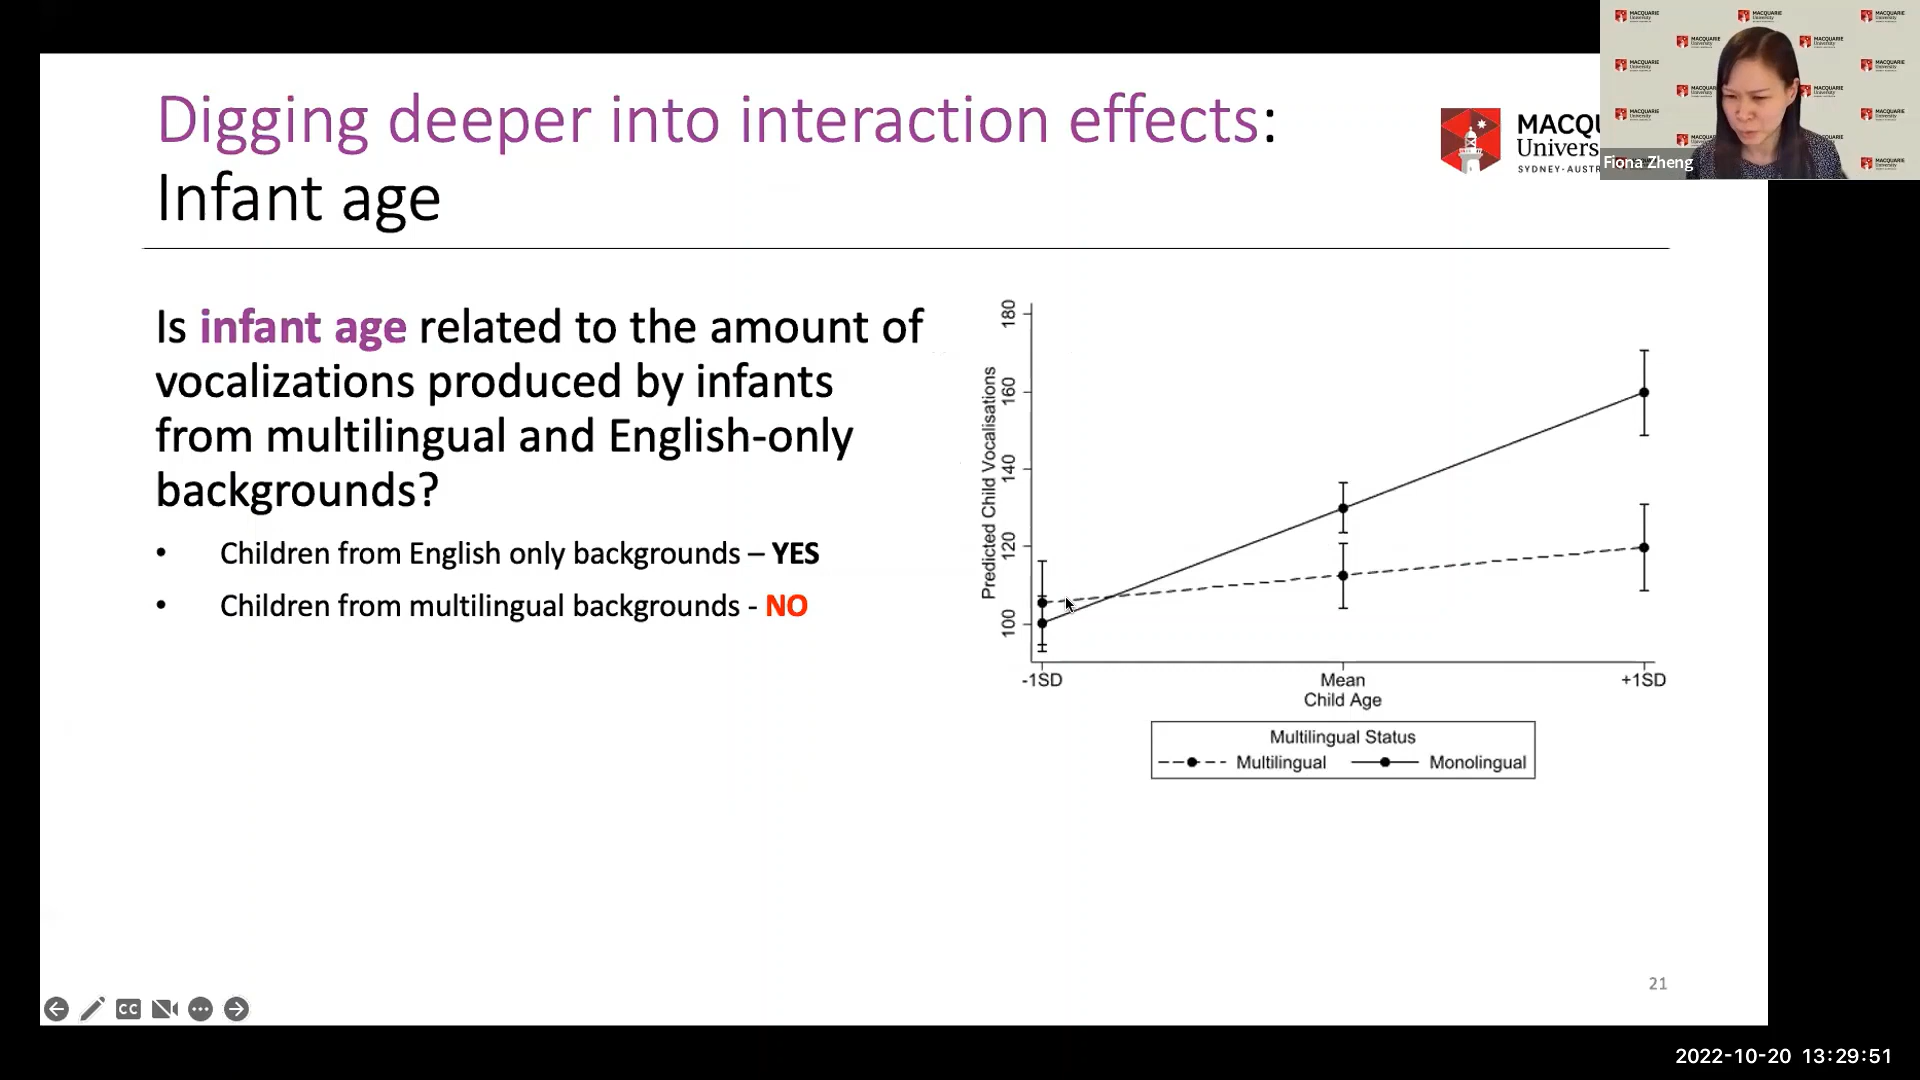 Digging deeper into interaction effects:
Infant age
MACQU
Univers
SYDNEY·AUSTR
MACQUARIE
University
Fiona Zheng
Is infant age related to the amount of
vocalizations produced by infants
from multilingual and English-only
backgrounds?
• Children from English only backgrounds – YES
• Children from multilingual backgrounds - NO
Predicted Child Vocalisations
180
160
140
120
100
-1SD
Mean
+1SD
Child Age
Multilingual Status
Multilingual
Monolingual
21
CC
2022-10-20 13:29:51